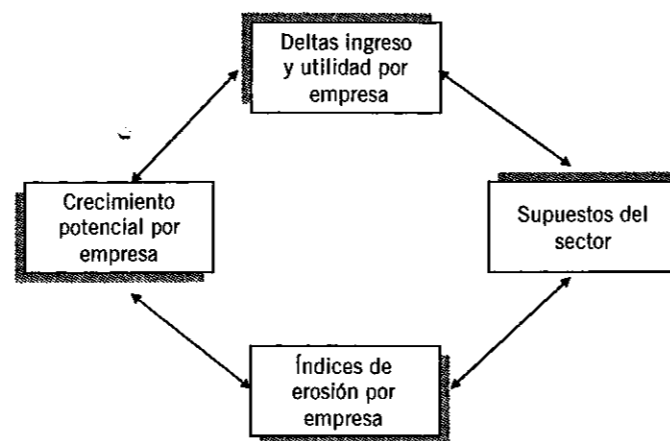 Deltas ingreso
y utilidad por
empresa
Crecimiento
potencial por
empresa
Supuestos del
sector
Índices de
erosión por
empresa